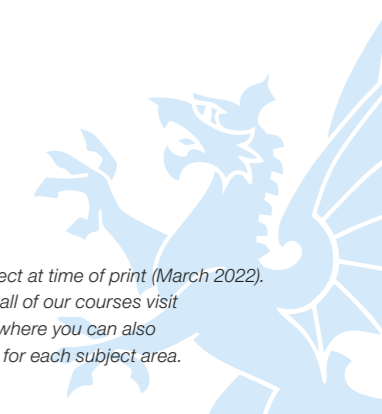 ect at time of print (March 2022).
all of our courses visit
where you can also
for each subject area.